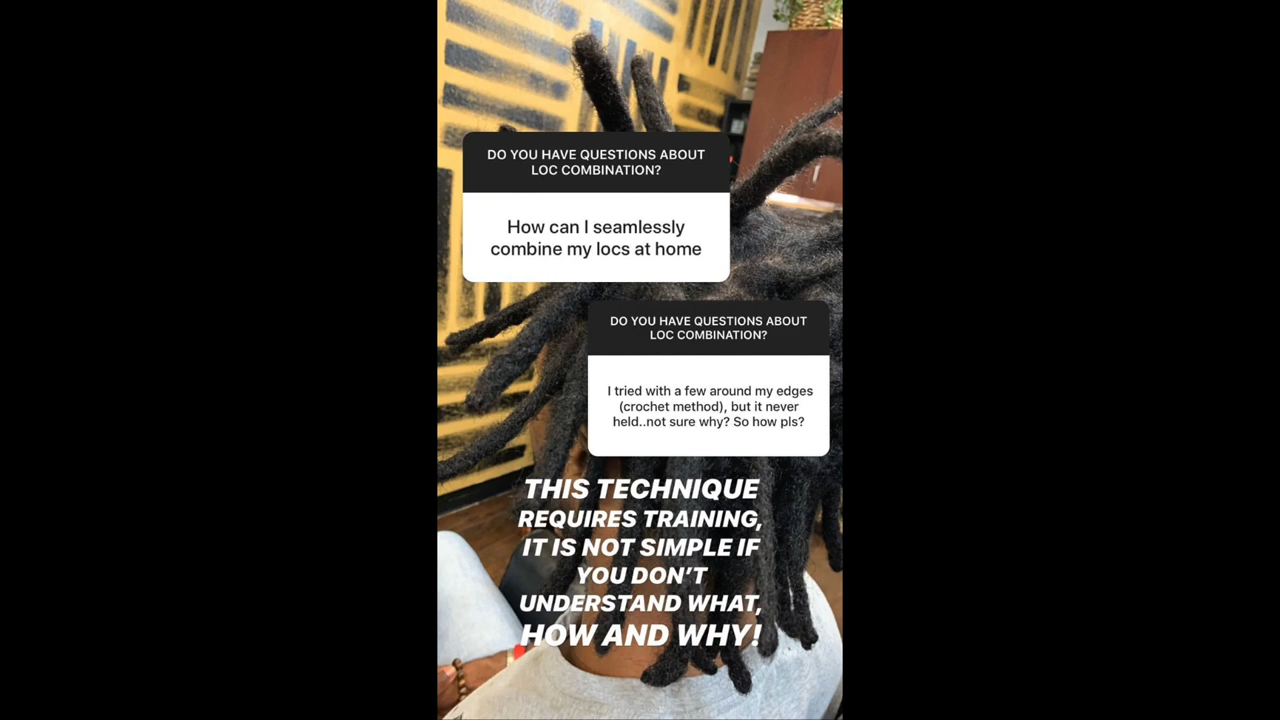 DO YOU HAVE QUESTIONS ABOUT
LOC COMBINATION?
How can I seamlessly
combine my locs at home
DO YOU HAVE QUESTIONS ABOUT
LOC COMBINATION?
I tried with a few around my edges
(crochet method), but it never
held..not sure why? So how pls?
THIS TECHNIQUE
REQUIRES TRAINING,
IT IS NOT SIMPLE IF
YOU DON’T
UNDERSTAND WHAT,
HOW AND WHY!